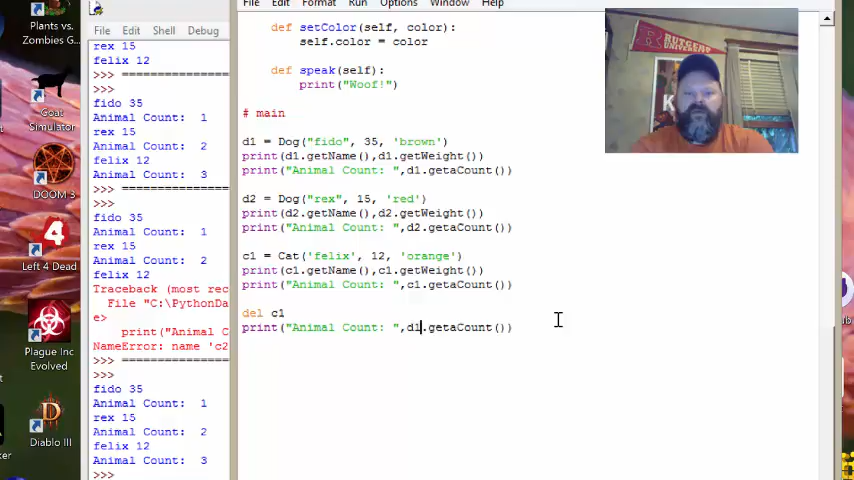 Plants vs.
Zombies G...
Goat
Simulator
DOOM 3
Left 4 Dead
Plague Inc
Evolved
Diablo III
File Edit Shell Debug
rex 15
felix 12
>>> ================
>>>
fido 35
Animal Count:  1
rex 15
Animal Count:  2
felix 12
Animal Count:  3
>>> ================
>>>
fido 35
Animal Count:  1
rex 15
Animal Count:  2
felix 12
Traceback (most rec
File "C:\PythonDa
e>
print("Animal C
NameError: name 'c2
>>> ================
>>>
fido 35
Animal Count:  1
rex 15
Animal Count:  2
felix 12
Animal Count:  3
>>>
File Edit Format Run Options Window Help
def setColor(self, color):
self.color = color
def speak(self):
print("Woof!")
# main
d1 = Dog("fido", 35, 'brown')
print(d1.getName(),d1.getWeight())
print("Animal Count: ",d1.getaCount())
d2 = Dog("rex", 15, 'red')
print(d2.getName(),d2.getWeight())
print("Animal Count: ",d2.getaCount())
c1 = Cat('felix', 12, 'orange')
print(c1.getName(),c1.getWeight())
print("Animal Count: ",c1.getaCount())
del c1
print("Animal Count: ",d1.getaCount())
RUTGERS
UNIVERSITY